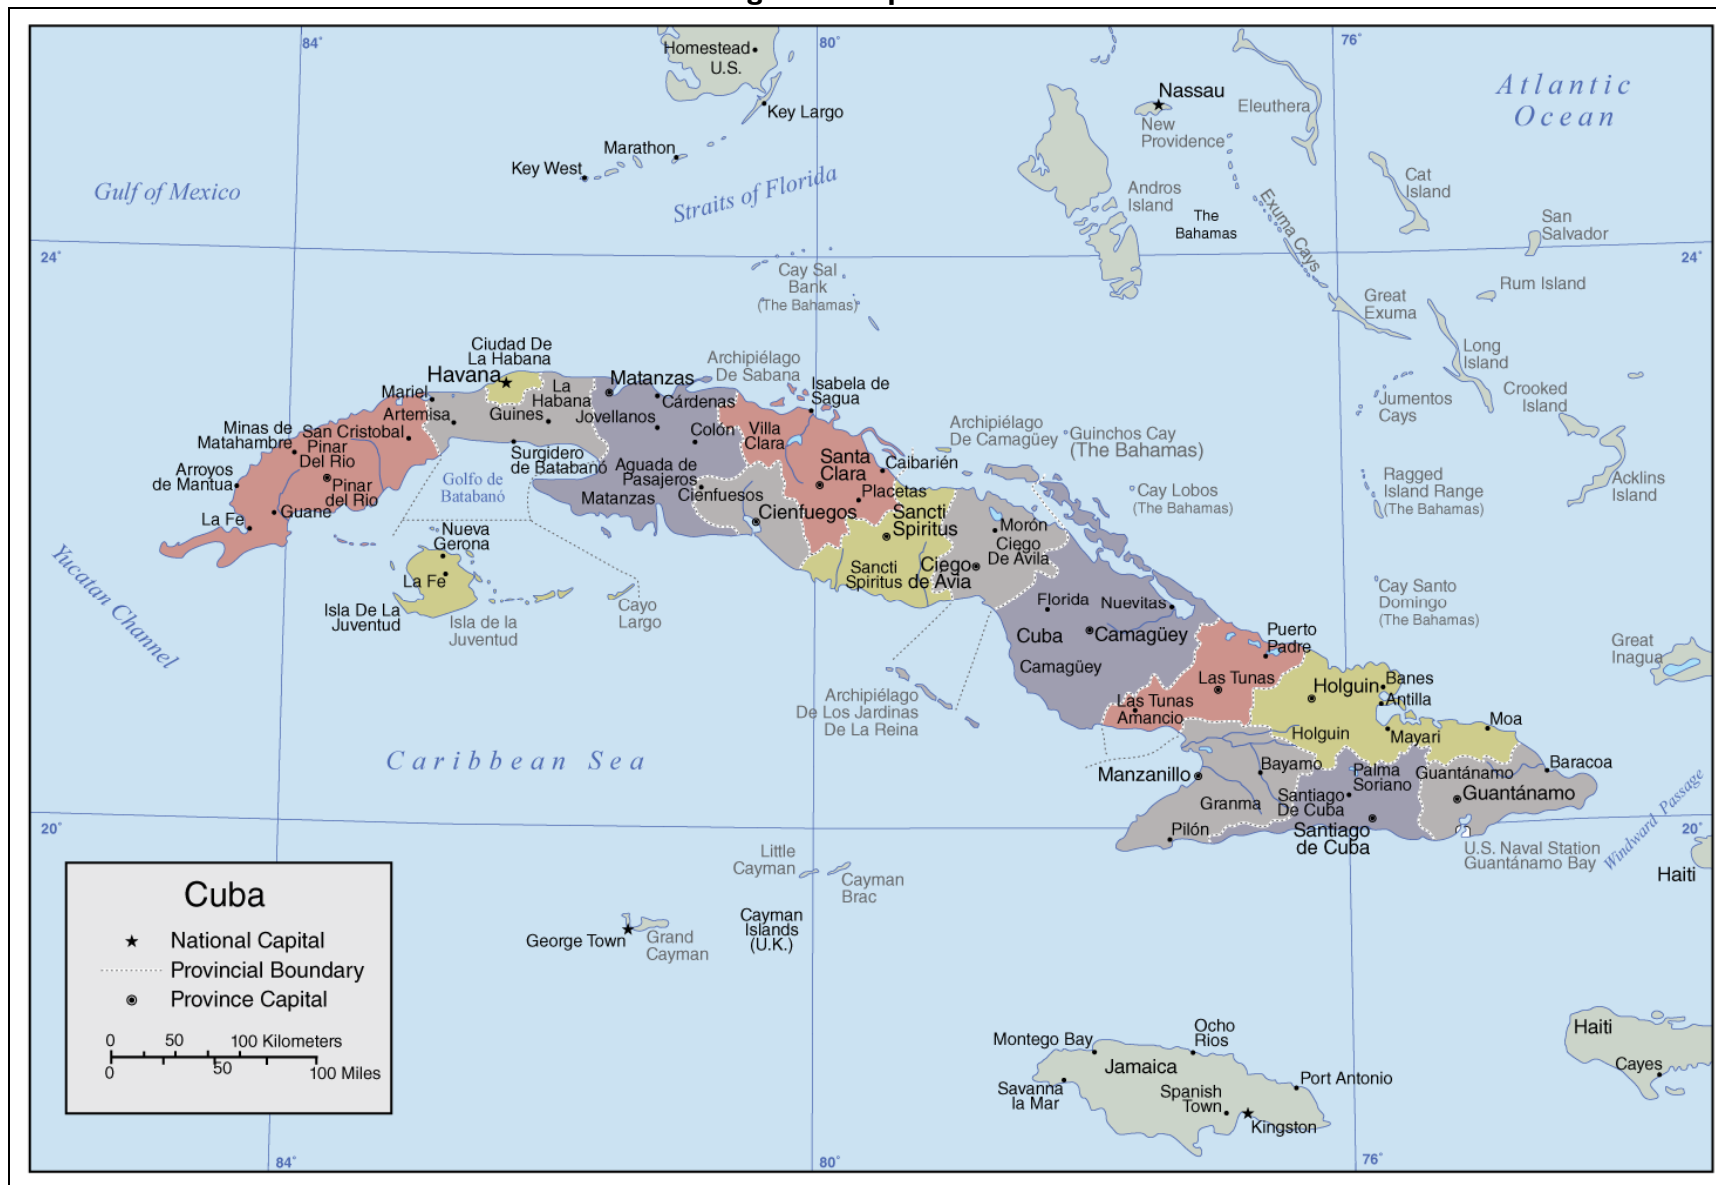 84°
80°
76°
Homestead
U.S.
Key Largo
Marathon
Key West
Gulf of Mexico
Straits of Florida
Nassau
New
Providence
Eleuthera
Atlantic
Ocean
Cat
Island
Andros
Island
The
Bahamas
Exuma Cays
San
Salvador
24°
24°
Cay Sal
Bank
(The Bahamas)
Rum Island
Great
Exuma
Long
Island
Crooked
Island
Jumentos
Cays
Acklins
Island
Ragged
Island Range
(The Bahamas)
Ciudad De
La Habana
Havana
Mariel
Artemisa
La
Habana
Guines
Matanzas
Cárdenas
Jovellanos
Colón
Archipiélago
De Sabana
Isabela de
Sagua
Villa
Clara
Minas de
Matahambre
San Cristobal
Pinar
Del Rio
Pinar
del Rio
Arroyos
de Mantua
La Fe
Guane
Surgidero
de Batabanó
Golfo de
Batabanó
Aguada de
Pasajeros
Matanzas
Cienfuesos
Cienfuegos
Santa
Clara
Caibarién
Placetas
Archipiélago
De Camagüey
Guinchos Cay
(The Bahamas)
Cay Lobos
(The Bahamas)
Sancti
Spiritus
Sancti
Spiritus
Morón
Ciego
De Avila
Ciego
de Avia
Nueva
Gerona
La Fe
Isla De La
Juventud
Isla de la
Juventud
Cayo
Largo
Yucatan Channel
Florida
Nuevitas
Cuba
Camagüey
Camagüey
Cay Santo
Domingo
(The Bahamas)
Puerto
Padre
Great
Inagua
Las Tunas
Las Tunas
Amancio
Holguin
Banes
Antilla
Holguin
Mayari
Moa
Archipiélago
De Los Jardinas
De La Reina
Caribbean Sea
Manzanillo
Bayamo
Granma
Pilón
Palma
Soriano
Santiago
De Cuba
Santiago
de Cuba
Guantánamo
Guantánamo
Baracoa
U.S. Naval Station
Guantánamo Bay
Windward Passage
20°
20°
Haiti
Little
Cayman
Cayman
Brac
Cayman
Islands
(U.K.)
George Town
Grand
Cayman
Cuba
National Capital
Provincial Boundary
Province Capital
0 50 100 Kilometers
0 50 100 Miles
Montego Bay
Ocho
Rios
Jamaica
Savanna
la Mar
Spanish
Town
Port Antonio
Kingston
Haiti
Cayes
84°
80°
76°